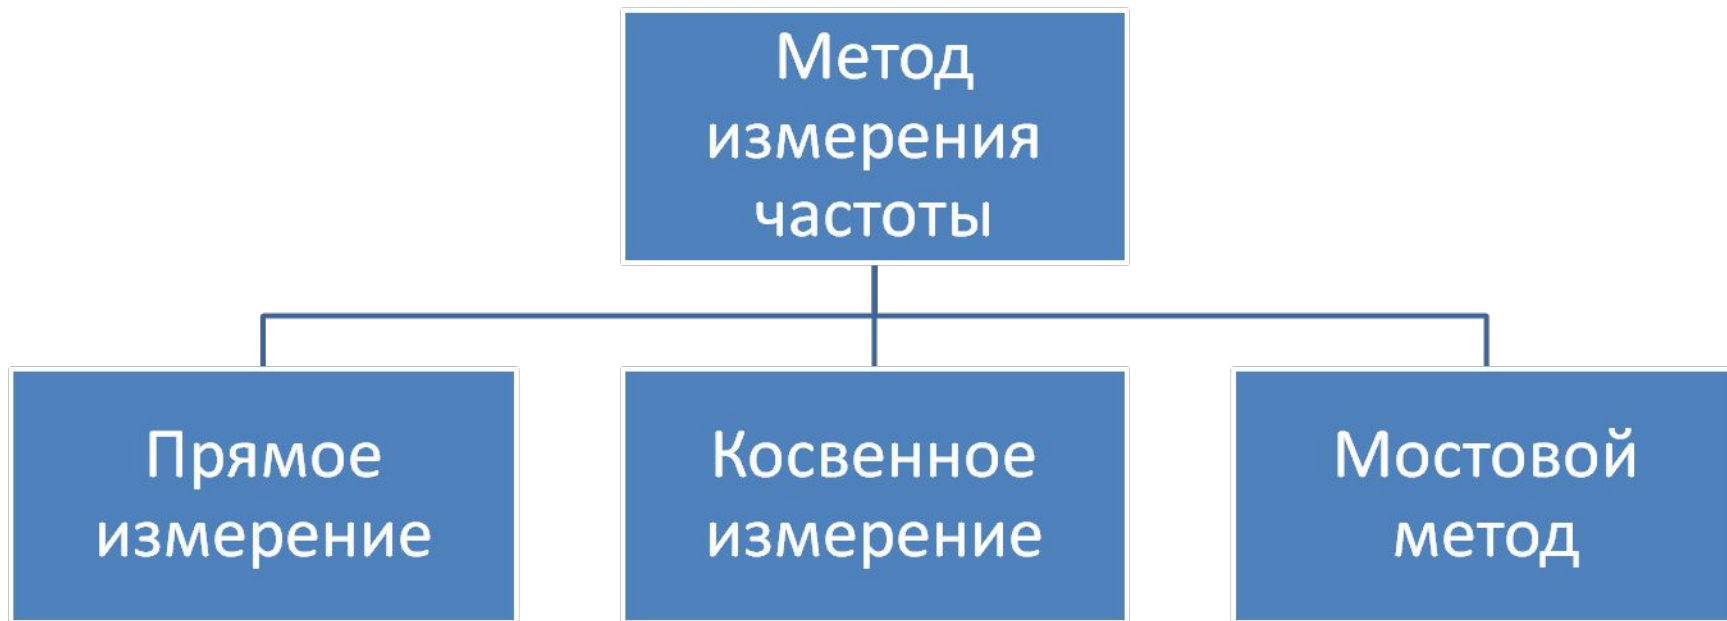 Метод
измерения
частоты
Прямое
измерение
Косвенное
измерение
Мостовой
метод